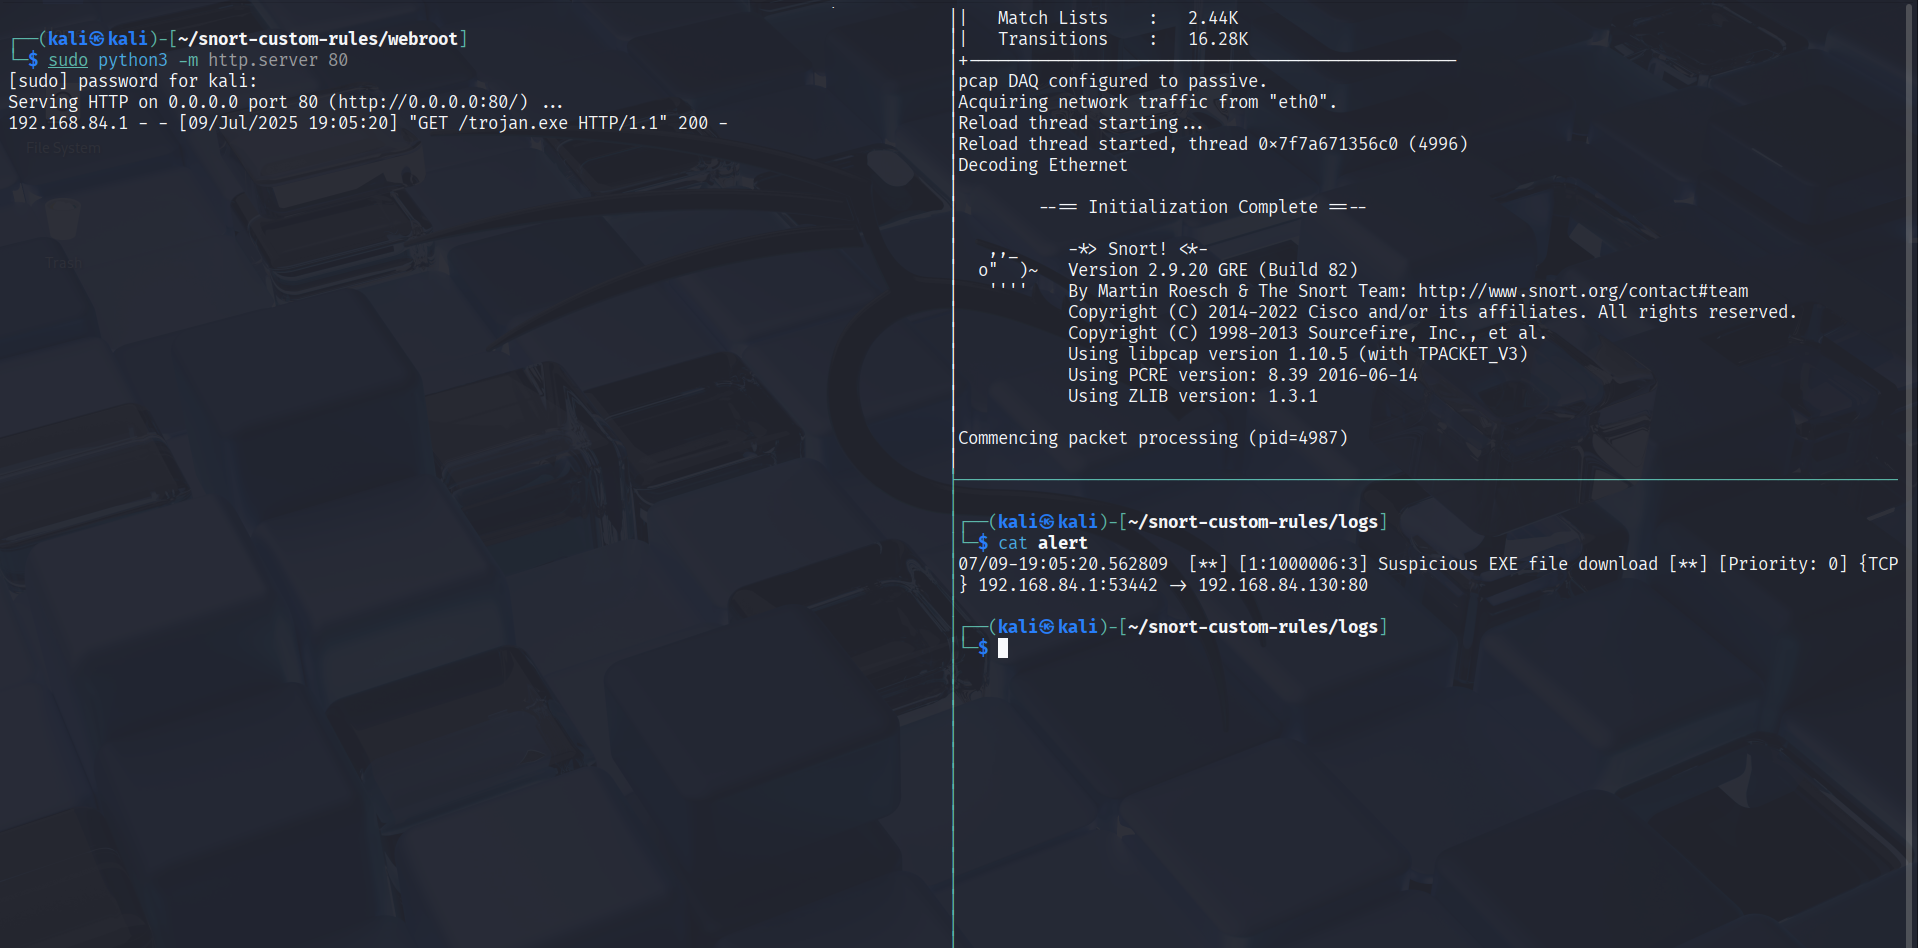 ┌──(kali㉿kali)-[~/snort-custom-rules/webroot]
└─$ sudo python3 -m http.server 80
[sudo] password for kali:
Serving HTTP on 0.0.0.0 port 80 (http://0.0.0.0:80/) ...
192.168.84.1 - - [09/Jul/2025 19:05:20] "GET /trojan.exe HTTP/1.1" 200 -
File System
Trash
|   Match Lists    :   2.44K
|   Transitions    :   16.28K
+-------------------------------------------------
pcap DAQ configured to passive.
Acquiring network traffic from "eth0".
Reload thread starting...
Reload thread started, thread 0x7f7a671356c0 (4996)
Decoding Ethernet
--== Initialization Complete ==--
,,_     -*> Snort! <*-
o"  )~   Version 2.9.20 GRE (Build 82)
''''    By Martin Roesch & The Snort Team: http://www.snort.org/contact#team
Copyright (C) 2014-2022 Cisco and/or its affiliates. All rights reserved.
Copyright (C) 1998-2013 Sourcefire, Inc., et al.
Using libpcap version 1.10.5 (with TPACKET_V3)
Using PCRE version: 8.39 2016-06-14
Using ZLIB version: 1.3.1
Commencing packet processing (pid=4987)
┌──(kali㉿kali)-[~/snort-custom-rules/logs]
└─$ cat alert
07/09-19:05:20.562809  [**] [1:1000006:3] Suspicious EXE file download [**] [Priority: 0] {TCP
} 192.168.84.1:53442 -> 192.168.84.130:80
┌──(kali㉿kali)-[~/snort-custom-rules/logs]
└─$